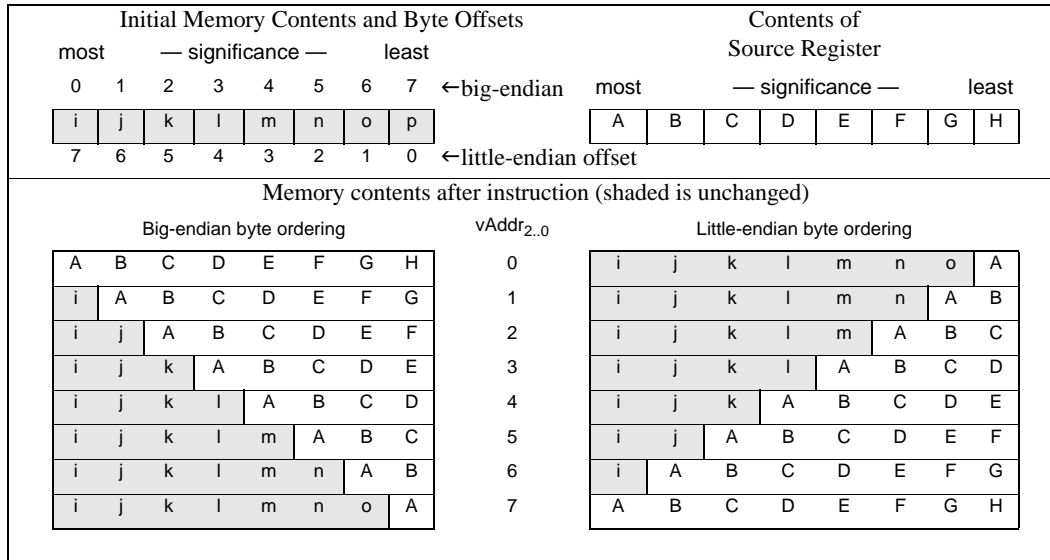 Initial Memory Contents and Byte Offsets
Contents of
Source Register
most — significance — least
0 1 2 3 4 5 6 7 ←big-endian
most — significance — least
i j k l m n o p
A B C D E F G H
7 6 5 4 3 2 1 0 ←little-endian offset
Memory contents after instruction (shaded is unchanged)
Big-endian byte ordering vAddr2..0 Little-endian byte ordering
A B C D E F G H 0 i j k l m n o A
i A B C D E F G 1 i j k l m n A B
i j A B C D E F 2 i j k l m A B C
i j k A B C D E 3 i j k l A B C D
i j k l A B C D 4 i j k A B C D E
i j k l m A B C 5 i j A B C D E F
i j k l m n A B 6 i A B C D E F G
i j k l m n o A 7 A B C D E F G H